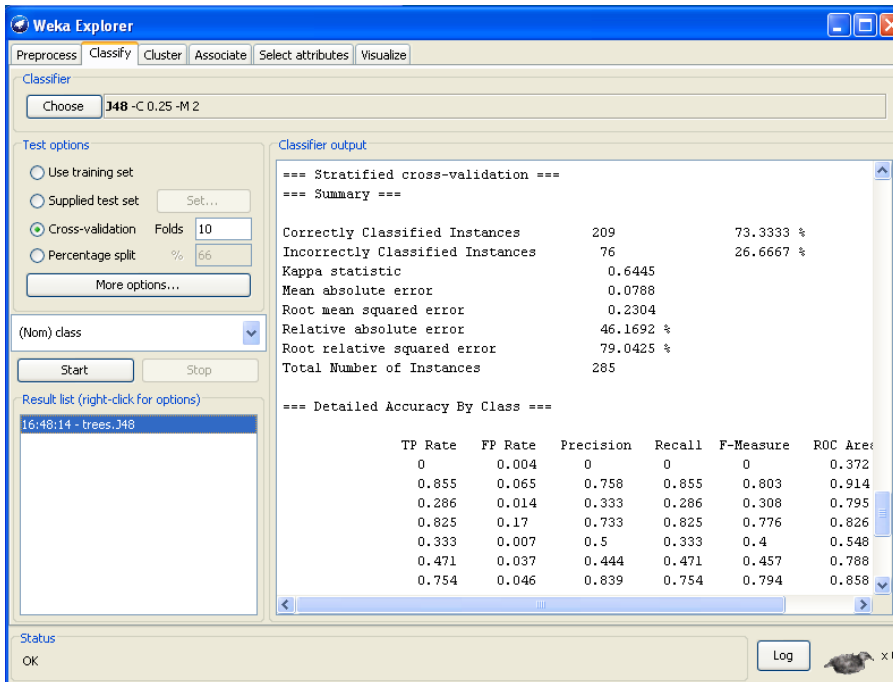 Weka Explorer
Preprocess Classify Cluster Associate Select attributes Visualize
Classifier
Choose J48 -C 0.25 -M 2
Test options
Use training set
Supplied test set Set...
Cross-validation Folds 10
Percentage split % 66
More options...
(Nom) class
Start Stop
Result list (right-click for options)
16:48:14 - trees.J48
Classifier output
=== Stratified cross-validation ===
=== Summary ===
Correctly Classified Instances 209 73.3333 %
Incorrectly Classified Instances 76 26.6667 %
Kappa statistic 0.6445
Mean absolute error 0.0788
Root mean squared error 0.2304
Relative absolute error 46.1692 %
Root relative squared error 79.0425 %
Total Number of Instances 285
=== Detailed Accuracy By Class ===
TP Rate FP Rate Precision Recall F-Measure ROC Area
0 0.004 0 0 0 0.372
0.855 0.065 0.758 0.855 0.803 0.914
0.286 0.014 0.333 0.286 0.308 0.795
0.825 0.17 0.733 0.825 0.776 0.826
0.333 0.007 0.5 0.333 0.4 0.548
0.471 0.037 0.444 0.471 0.457 0.788
0.754 0.046 0.839 0.754 0.794 0.858
Status
OK
Log
x